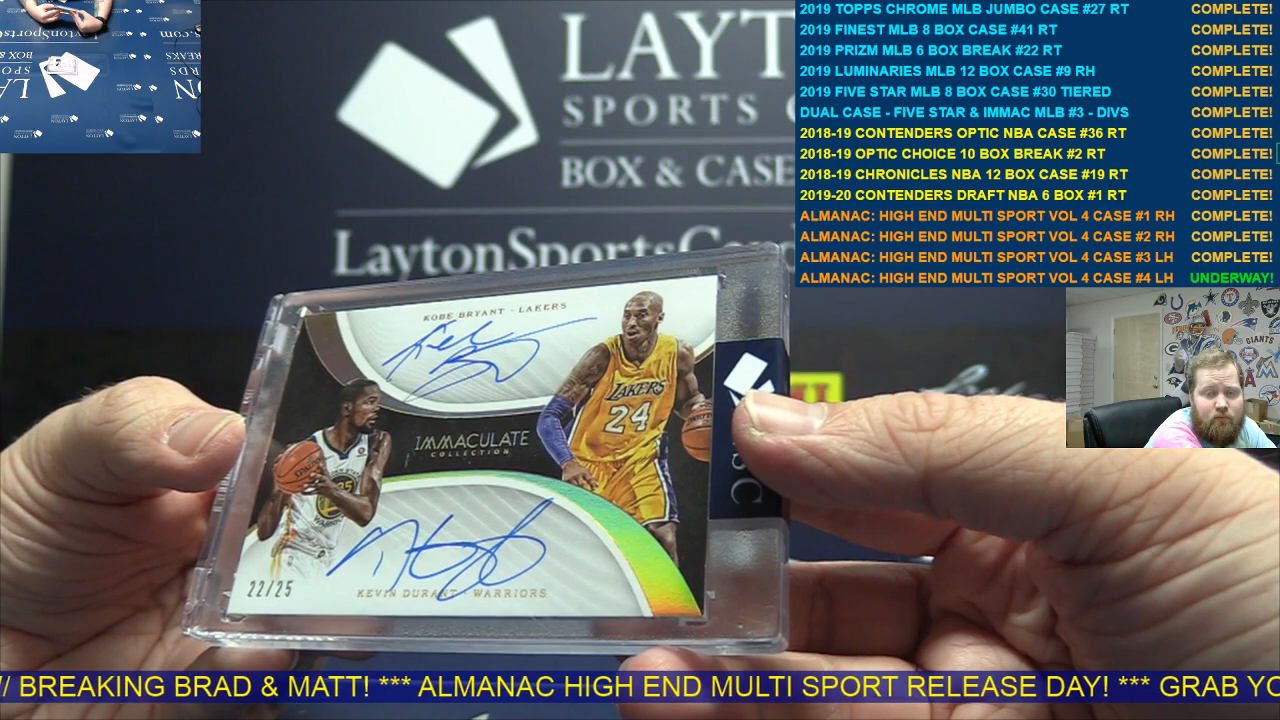 LAYT
SPORTS C
BOX & CASE
LaytonSportsCard
2019 TOPPS CHROME MLB JUMBO CASE #27 RT COMPLETE!
2019 FINEST MLB 8 BOX CASE #41 RT COMPLETE!
2019 PRIZM MLB 6 BOX BREAK #22 RT COMPLETE!
2019 LUMINARIES MLB 12 BOX CASE #9 RH COMPLETE!
2019 FIVE STAR MLB 8 BOX CASE #30 TIERED COMPLETE!
DUAL CASE - FIVE STAR & IMMAC MLB #3 - DIVS COMPLETE!
2018-19 CONTENDERS OPTIC NBA CASE #36 RT COMPLETE!
2018-19 OPTIC CHOICE 10 BOX BREAK #2 RT COMPLETE!
2018-19 CHRONICLES NBA 12 BOX CASE #19 RT COMPLETE!
2019-20 CONTENDERS DRAFT NBA 6 BOX #1 RT COMPLETE!
ALMANAC: HIGH END MULTI SPORT VOL 4 CASE #1 RH COMPLETE!
ALMANAC: HIGH END MULTI SPORT VOL 4 CASE #2 RH COMPLETE!
ALMANAC: HIGH END MULTI SPORT VOL 4 CASE #3 LH COMPLETE!
ALMANAC: HIGH END MULTI SPORT VOL 4 CASE #4 LH UNDERWAY!
KOBE BRYANT - LAKERS
LAKERS
24
IMMACULATE
COLLECTION
SC
GIANTS
22/25
KEVIN DURANT - WARRIORS
// BREAKING BRAD & MATT! *** ALMANAC HIGH END MULTI SPORT RELEASE DAY! *** GRAB YO